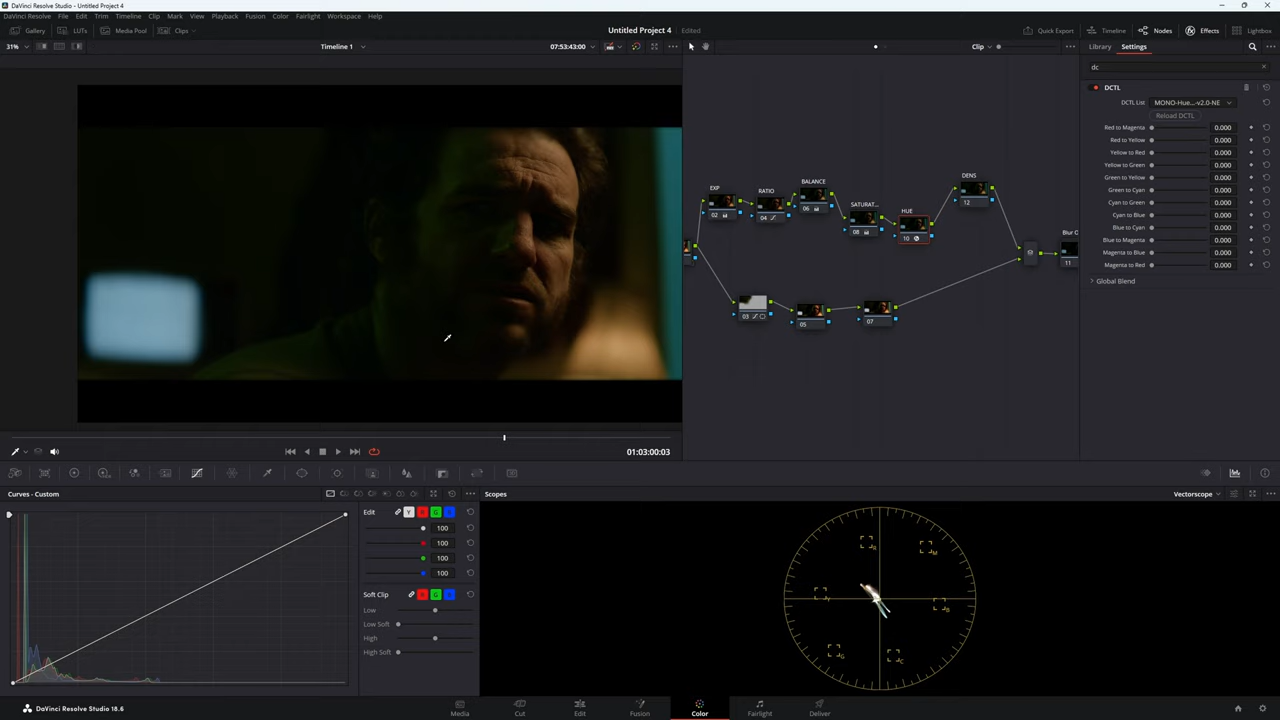 DaVinci Resolve Studio - Untitled Project 4
DaVinci Resolve File Edit Trim Timeline Clip Mark View Playback Fusion Color Fairlight Workspace Help
Gallery LUTs Media Pool Clips Untitled Project 4 Edited Quick Export Timeline Nodes Effects Lightbox
31% Timeline 1 07:53:43:00 Clip Library Settings
dc
DCTL
DCTL List MONO-Hue...-v2.0-NE
Reload DCTL
Red to Magenta 0.000
Red to Yellow 0.000
Yellow to Red 0.000
Yellow to Green 0.000
Green to Yellow 0.000
Green to Cyan 0.000
Cyan to Green 0.000
Cyan to Blue 0.000
Blue to Cyan 0.000
Blue to Magenta 0.000
Magenta to Blue 0.000
Magenta to Red 0.000
Global Blend
EXP
02
RATIO
04
BALANCE
06
SATURAT...
08
HUE
10
DENS
12
Blur C
11
03
05
07
01:03:00:03
Curves - Custom
Edit Y R G B
100
100
100
100
Soft Clip R G B
Low
Low Soft
High
High Soft
Scopes Vectorscope
R
M
Y
B
G
C
DaVinci Resolve Studio 18.6
Media Cut Edit Fusion Color Fairlight Deliver